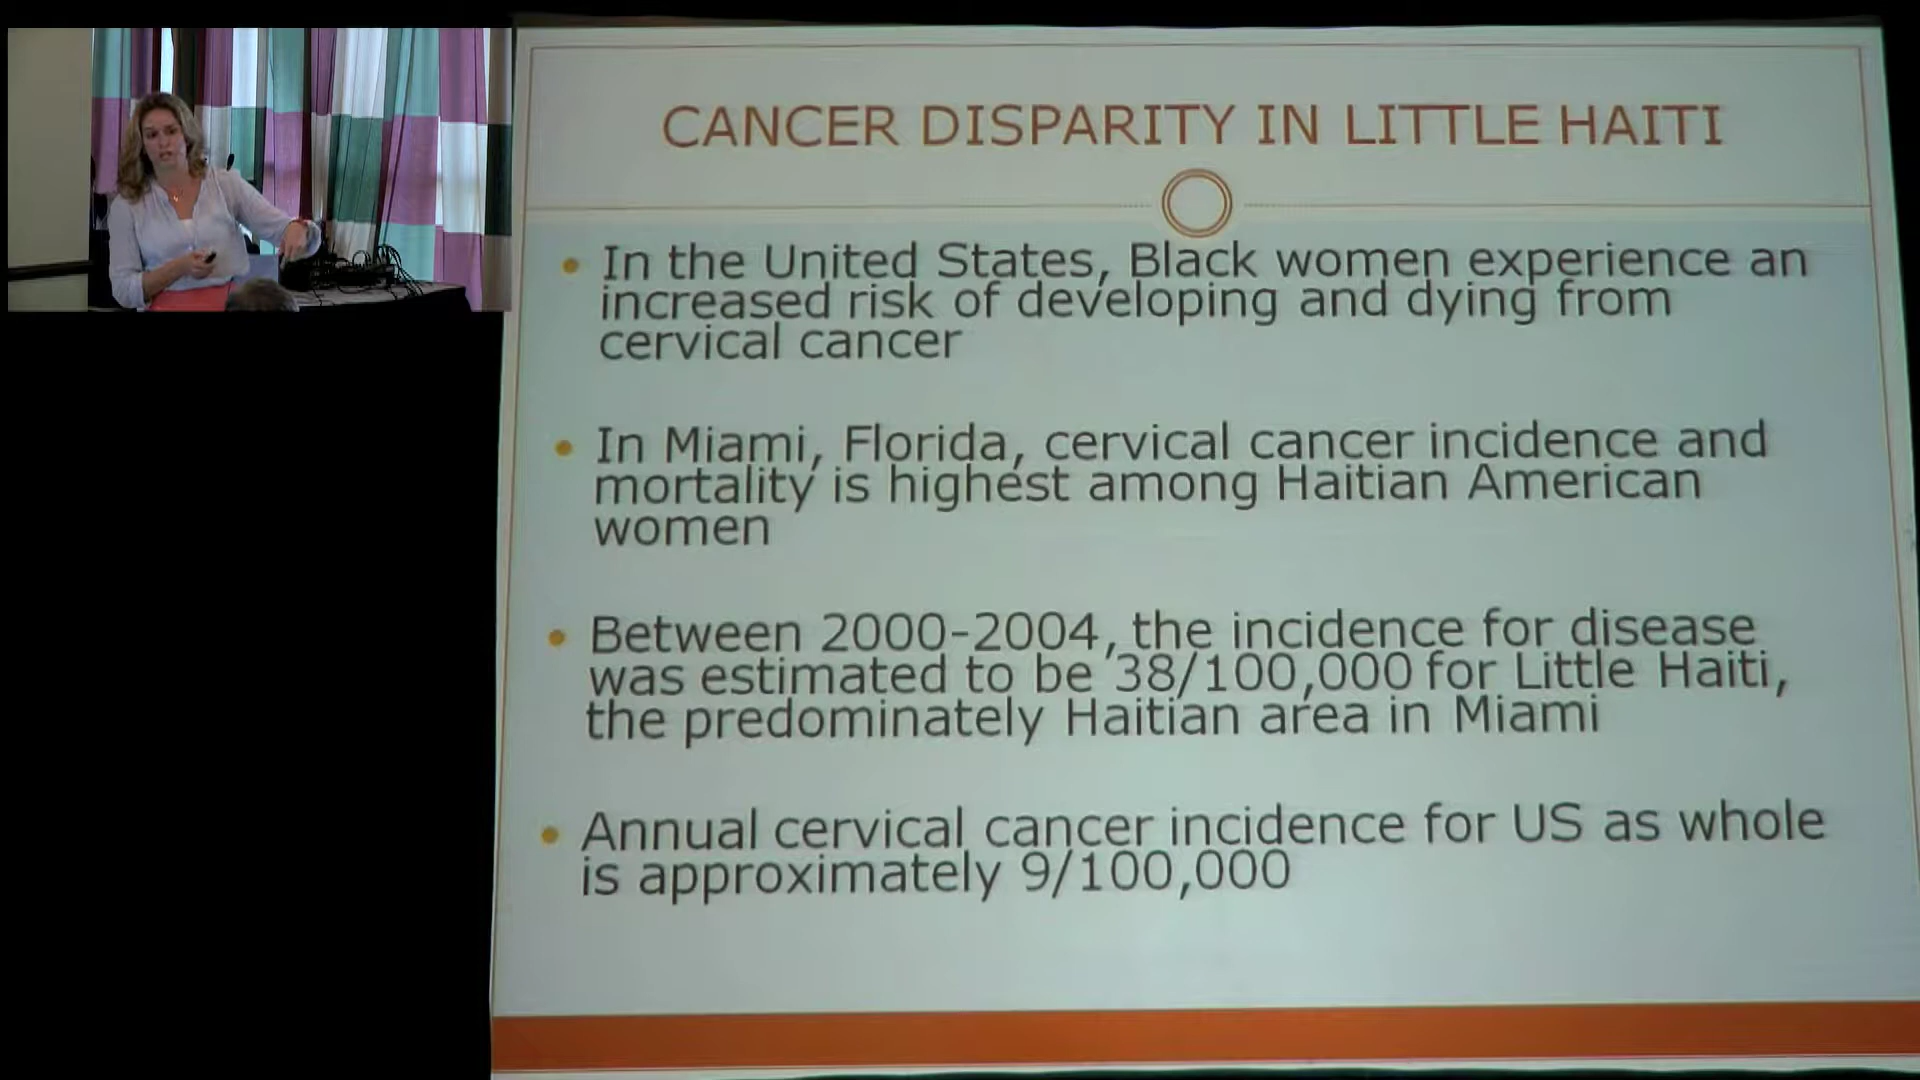 CANCER DISPARITY IN LITTLE HAITI
In the United States, Black women experience an
increased risk of developing and dying from
cervical cancer
In Miami, Florida, cervical cancer incidence and
mortality is highest among Haitian American
women
Between 2000-2004, the incidence for disease
was estimated to be 38/100,000 for Little Haiti,
the predominately Haitian area in Miami
Annual cervical cancer incidence for US as whole
is approximately 9/100,000